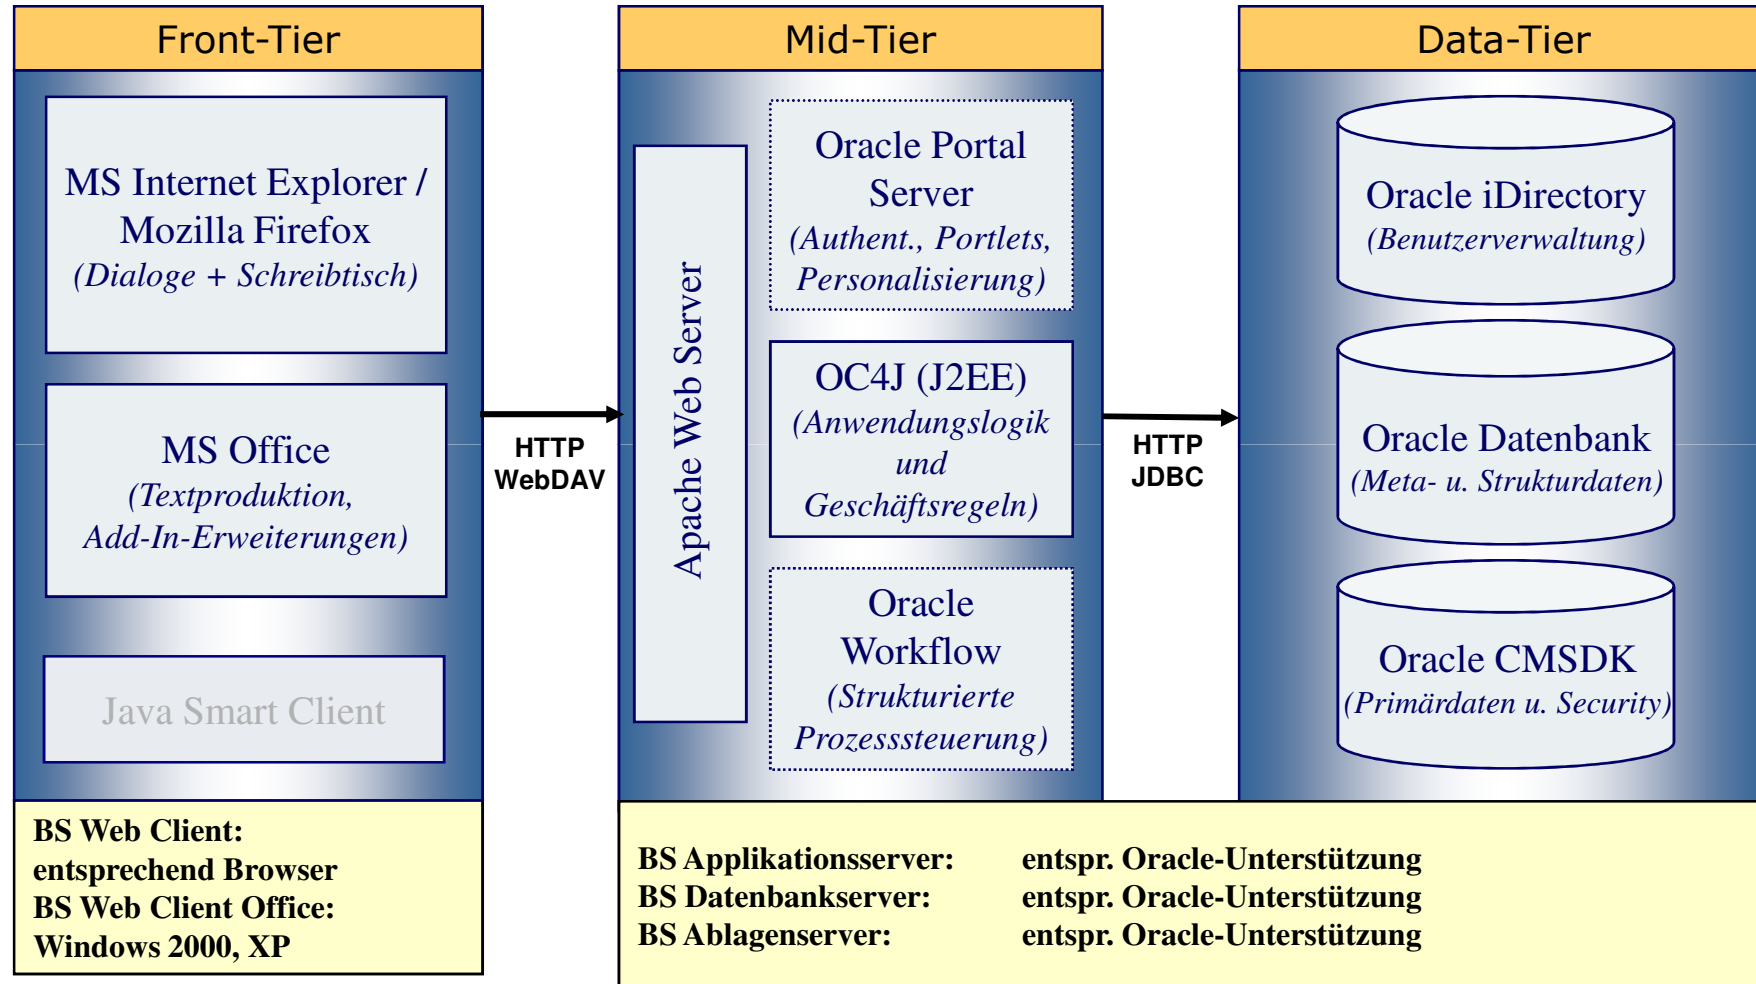 Front-Tier
MS Internet Explorer /
Mozilla Firefox
(Dialoge + Schreibtisch)
MS Office
(Textproduktion,
Add-In-Erweiterungen)
Java Smart Client
BS Web Client:
entsprechend Browser
BS Web Client Office:
Windows 2000, XP
HTTP
WebDAV
Mid-Tier
Apache Web Server
Oracle Portal
Server
(Authent., Portlets,
Personalisierung)
OC4J (J2EE)
(Anwendungslogik
und
Geschäftsregeln)
Oracle
Workflow
(Strukturierte
Prozesssteuerung)
HTTP
JDBC
Data-Tier
Oracle iDirectory
(Benutzerverwaltung)
Oracle Datenbank
(Meta- u. Strukturdaten)
Oracle CMSDK
(Primärdaten u. Security)
BS Applikationsserver: entspr. Oracle-Unterstützung
BS Datenbankserver: entspr. Oracle-Unterstützung
BS Ablagenserver: entspr. Oracle-Unterstützung